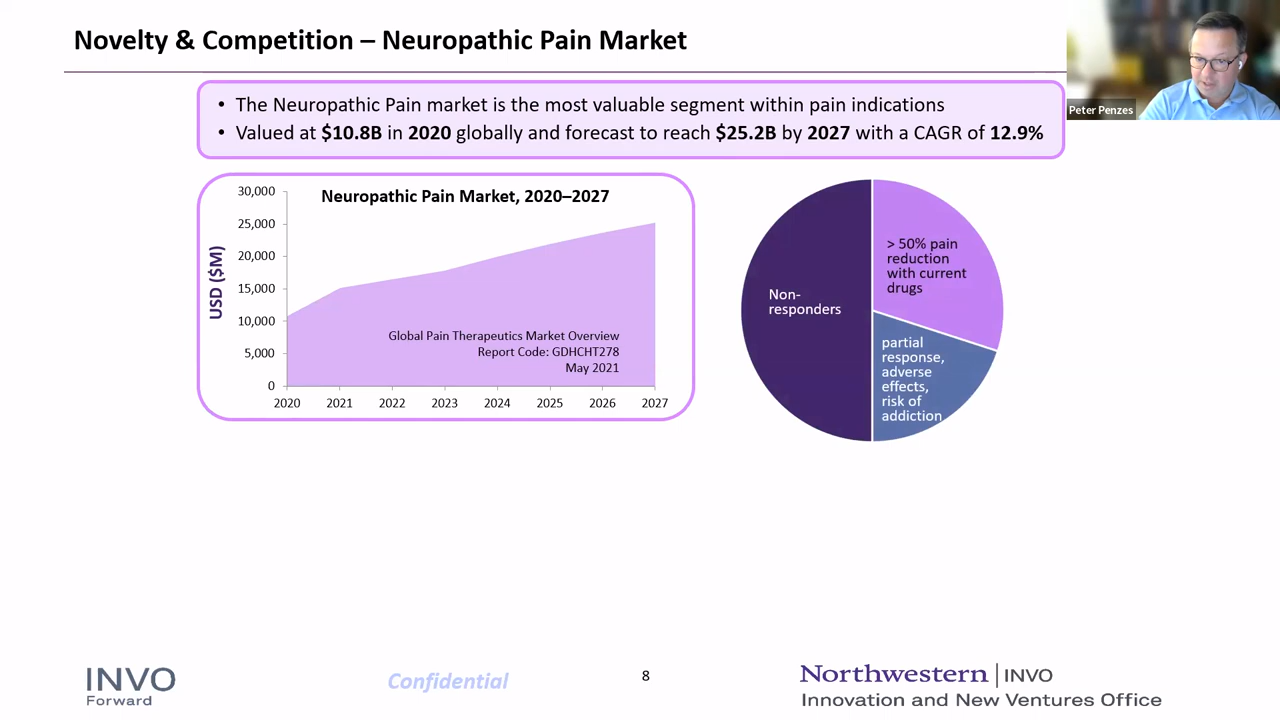 Novelty & Competition – Neuropathic Pain Market
Peter Penzes
• The Neuropathic Pain market is the most valuable segment within pain indications
• Valued at $10.8B in 2020 globally and forecast to reach $25.2B by 2027 with a CAGR of 12.9%
Neuropathic Pain Market, 2020–2027
USD ($M)
30,000
25,000
20,000
15,000
10,000
5,000
0
2020 2021 2022 2023 2024 2025 2026 2027
Global Pain Therapeutics Market Overview
Report Code: GDHCHT278
May 2021
Non-
responders
> 50% pain
reduction
with current
drugs
partial
response,
adverse
effects,
risk of
addiction
INVO
Forward
Confidential
8
Northwestern | INVO
Innovation and New Ventures Office